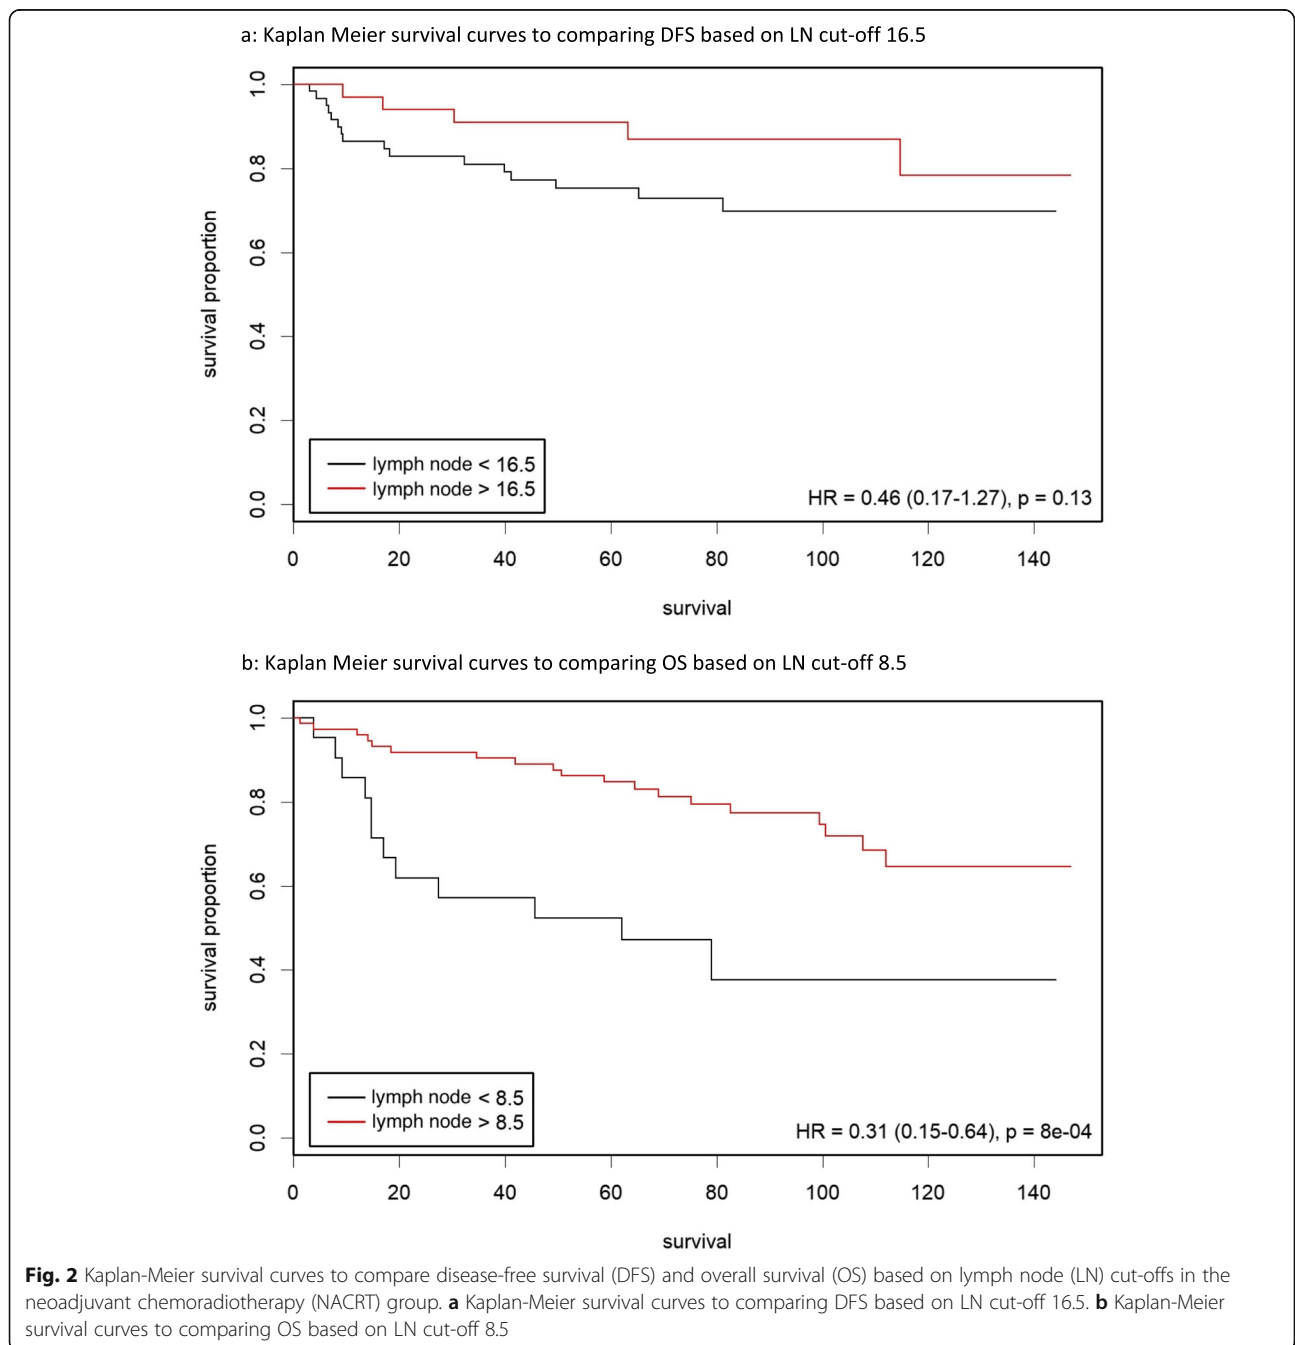 a: Kaplan Meier survival curves to comparing DFS based on LN cut-off 16.5
survival proportion
1.0
0.8
0.6
0.4
0.2
0.0
lymph node < 16.5
lymph node > 16.5
HR = 0.46 (0.17-1.27), p = 0.13
0 20 40 60 80 100 120 140
survival
b: Kaplan Meier survival curves to comparing OS based on LN cut-off 8.5
survival proportion
1.0
0.8
0.6
0.4
0.2
0.0
lymph node < 8.5
lymph node > 8.5
HR = 0.31 (0.15-0.64), p = 8e-04
0 20 40 60 80 100 120 140
survival
Fig. 2 Kaplan-Meier survival curves to compare disease-free survival (DFS) and overall survival (OS) based on lymph node (LN) cut-offs in the
neoadjuvant chemoradiotherapy (NACRT) group. a Kaplan-Meier survival curves to comparing DFS based on LN cut-off 16.5. b Kaplan-Meier
survival curves to comparing OS based on LN cut-off 8.5